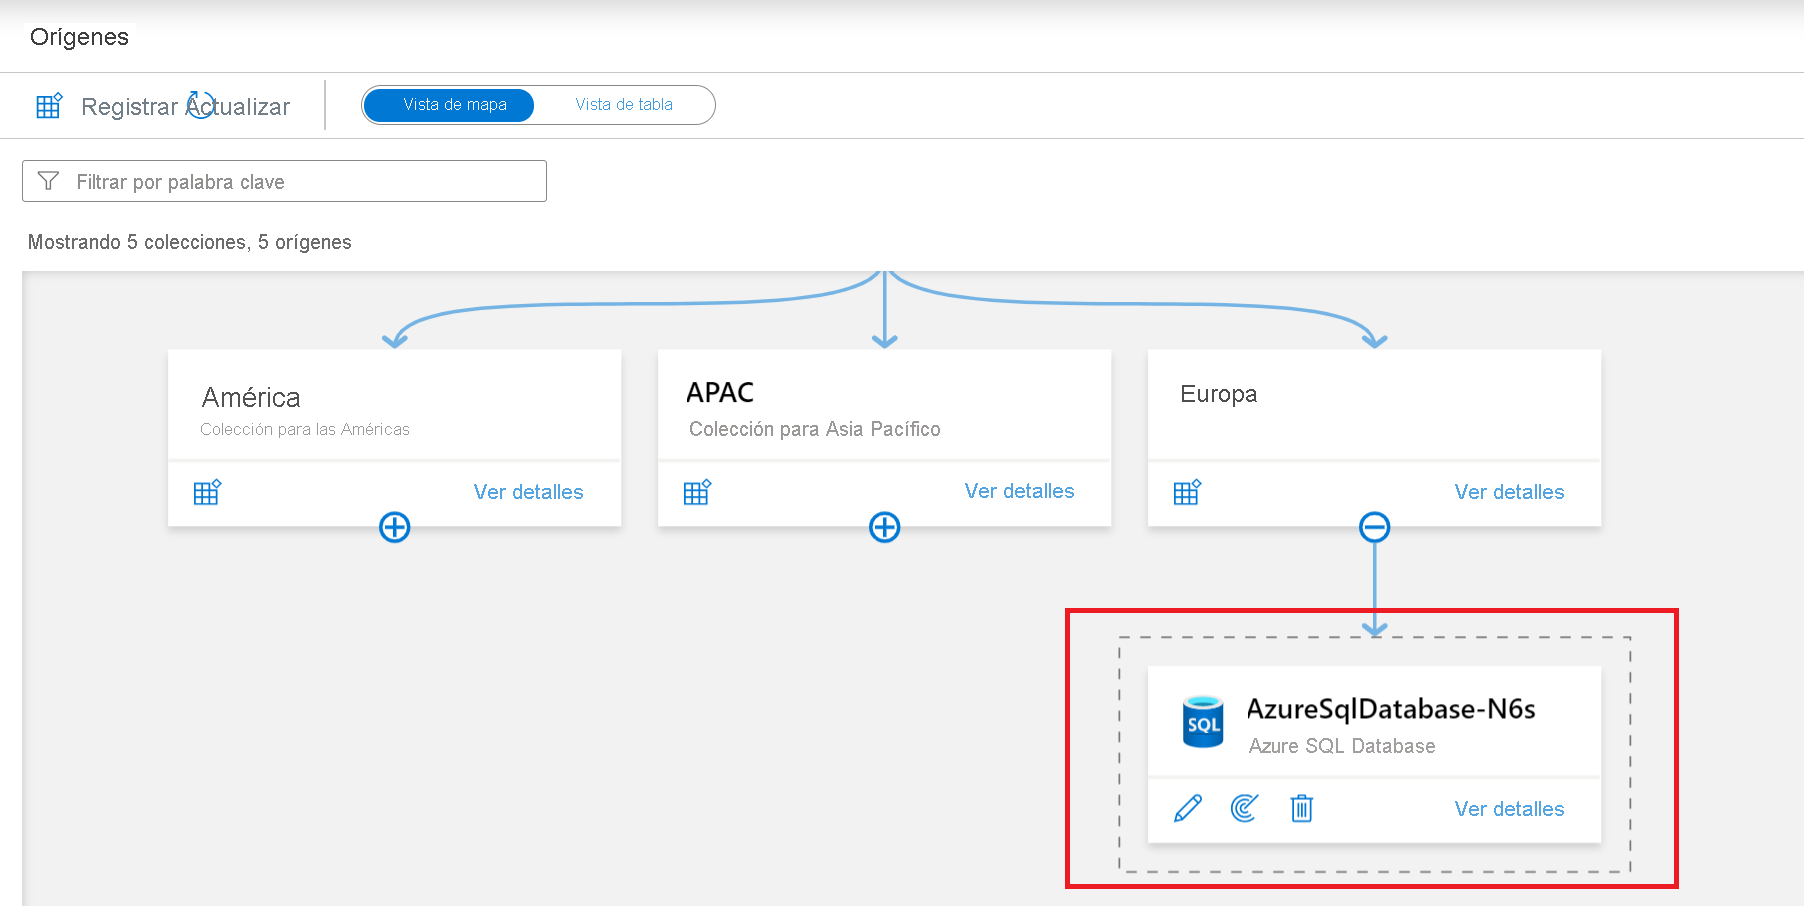 Orígenes
Registrar Actualizar
Vista de mapa
Vista de tabla
Filtrar por palabra clave
Mostrando 5 colecciones, 5 orígenes
América
Colección para las Américas
Ver detalles
APAC
Colección para Asia Pacífico
Ver detalles
Europa
Ver detalles
SQL
AzureSqlDatabase-N6s
Azure SQL Database
Ver detalles